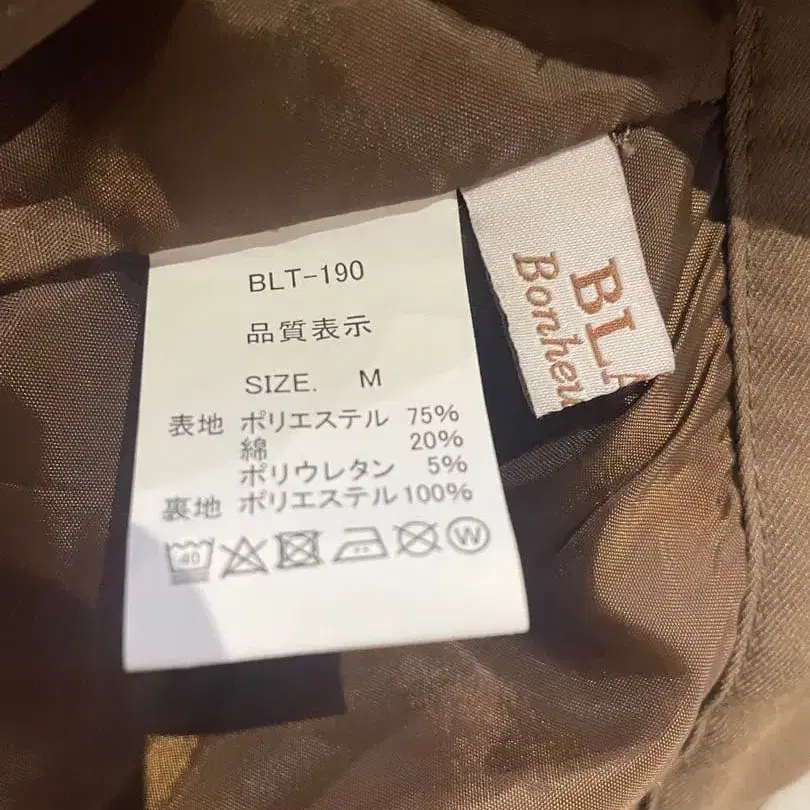 BLT-190
品質表示
SIZE. M
表地 ポリエステル 75%
綿 20%
ポリウレタン 5%
裏地 ポリエステル 100%
40
W
BLA
Bonheu